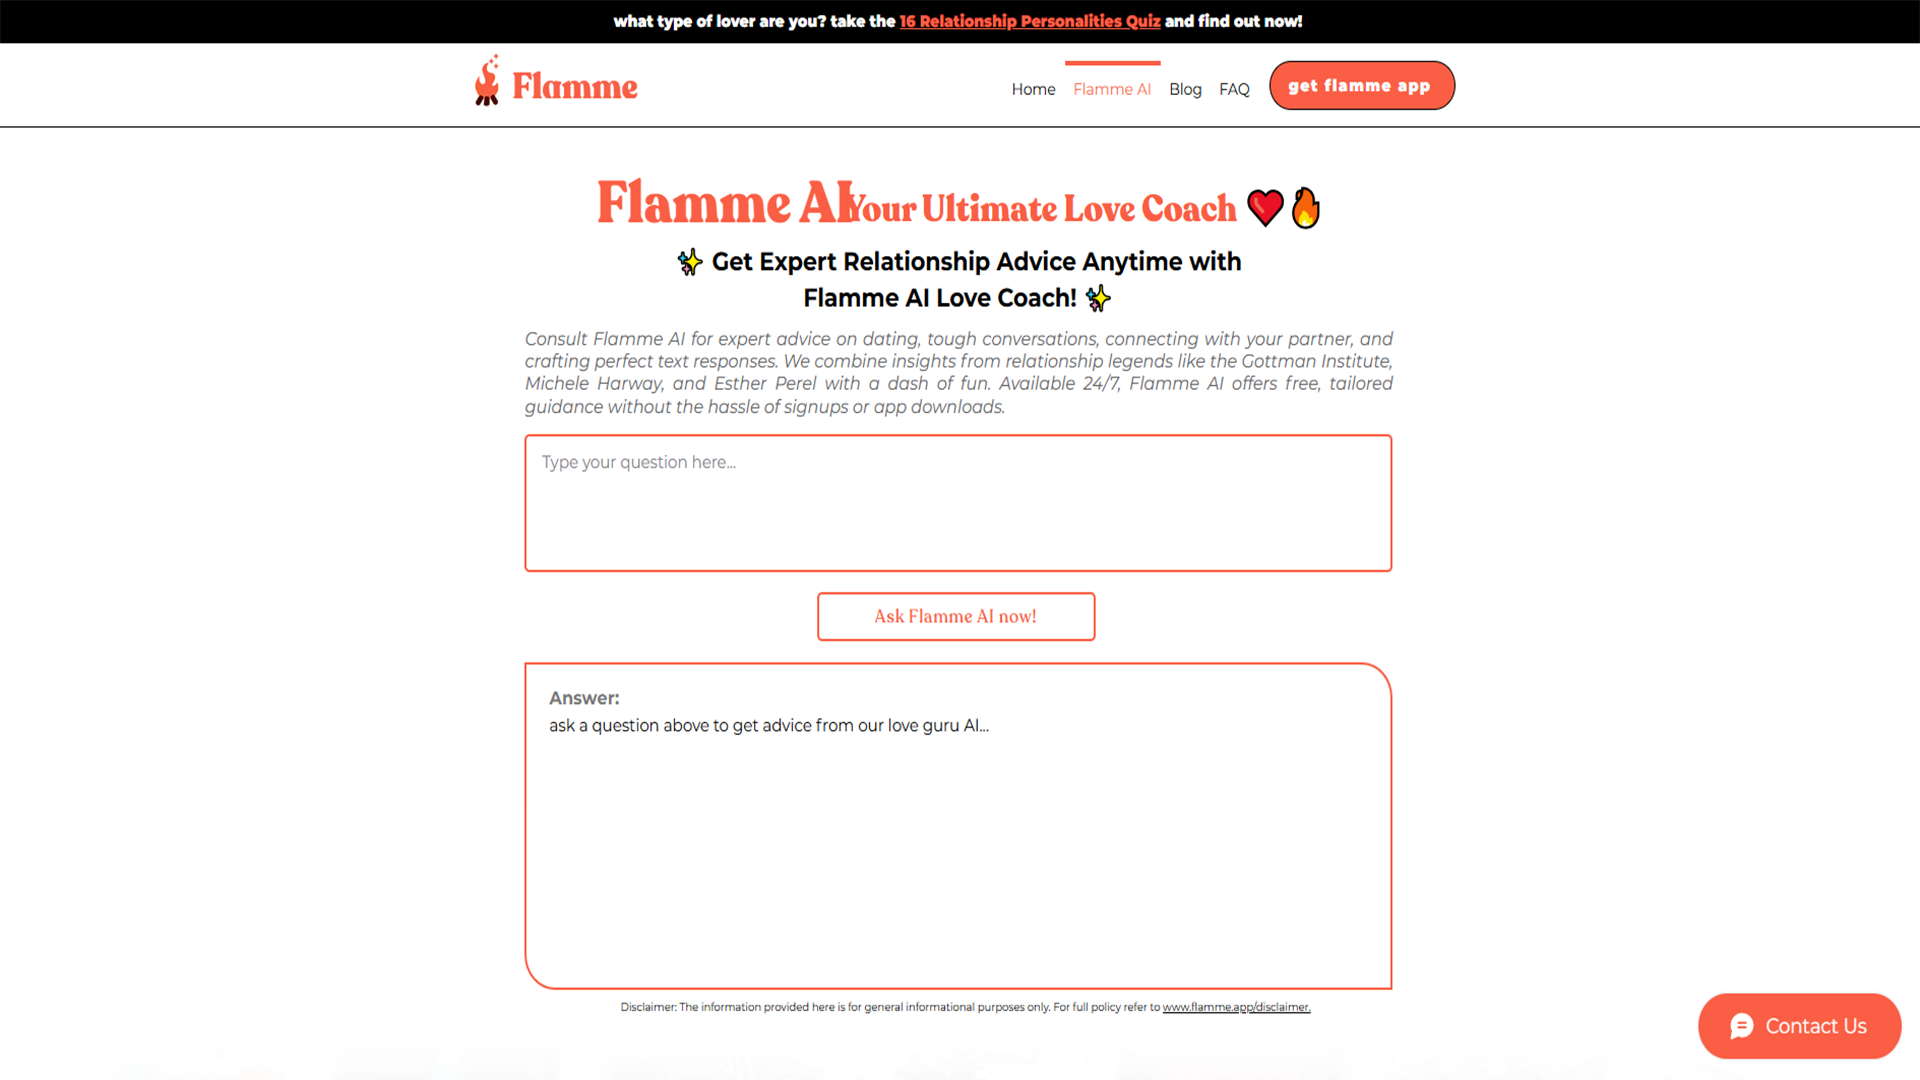 what type of lover are you? take the 16 Relationship Personalities Quiz and find out now!
Flamme
Home
Flamme AI
Blog
FAQ
get flamme app
Flamme AI
Your Ultimate Love Coach
Get Expert Relationship Advice Anytime with
Flamme AI Love Coach!
Consult Flamme AI for expert advice on dating, tough conversations, connecting with your partner, and
crafting perfect text responses. We combine insights from relationship legends like the Gottman Institute,
Michele Harway, and Esther Perel with a dash of fun. Available 24/7, Flamme AI offers free, tailored
guidance without the hassle of signups or app downloads.
Type your question here...
Ask Flamme AI now!
Answer:
ask a question above to get advice from our love guru AI...
Disclaimer: The information provided here is for general informational purposes only. For full policy refer to www.flamme.app/disclaimer.
Contact Us